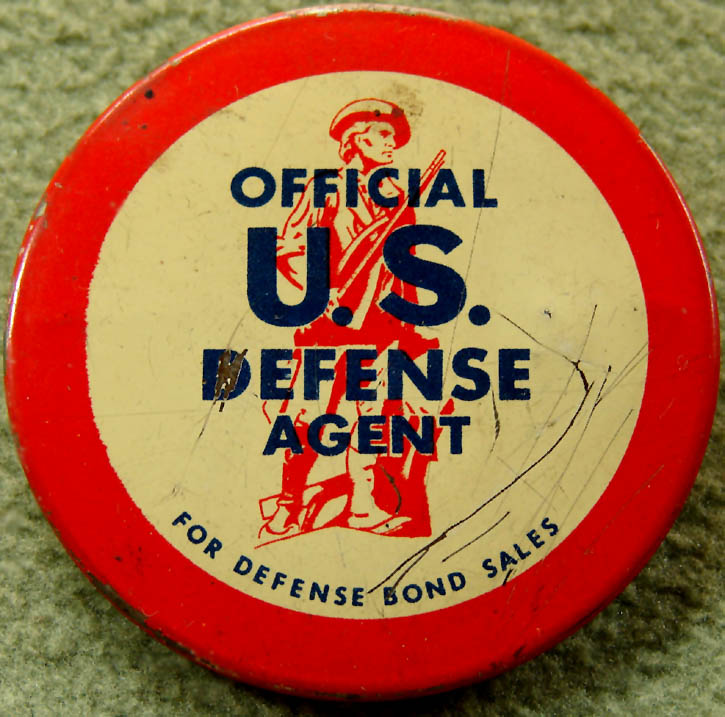 OFFICIAL
U.S.
DEFENSE
AGENT
FOR DEFENSE BOND SALES